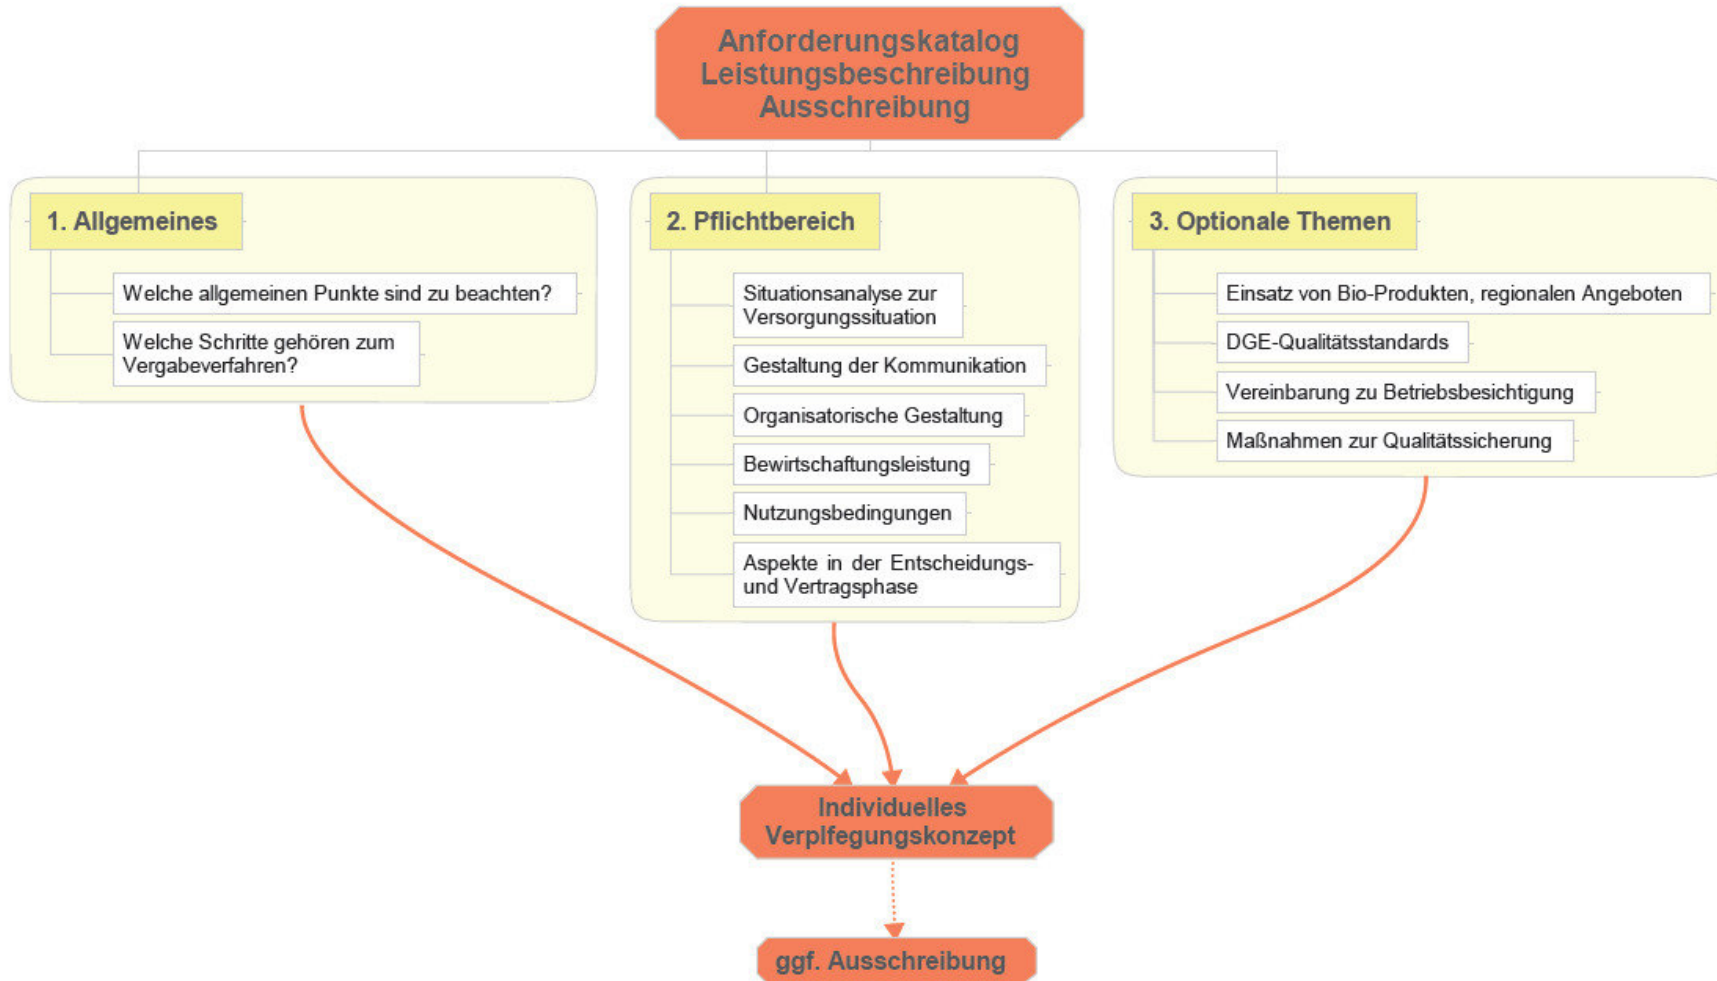 Anforderungskatalog
Leistungsbeschreibung
Ausschreibung
1. Allgemeines
Welche allgemeinen Punkte sind zu beachten?
Welche Schritte gehören zum
Vergabeverfahren?
2. Pflichtbereich
Situationsanalyse zur
Versorgungssituation
Gestaltung der Kommunikation
Organisatorische Gestaltung
Bewirtschaftungsleistung
Nutzungsbedingungen
Aspekte in der Entscheidungs-
und Vertragsphase
3. Optionale Themen
Einsatz von Bio-Produkten, regionalen Angeboten
DGE-Qualitätsstandards
Vereinbarung zu Betriebsbesichtigung
Maßnahmen zur Qualitätssicherung
Individuelles
Verplfegungskonzept
ggf. Ausschreibung